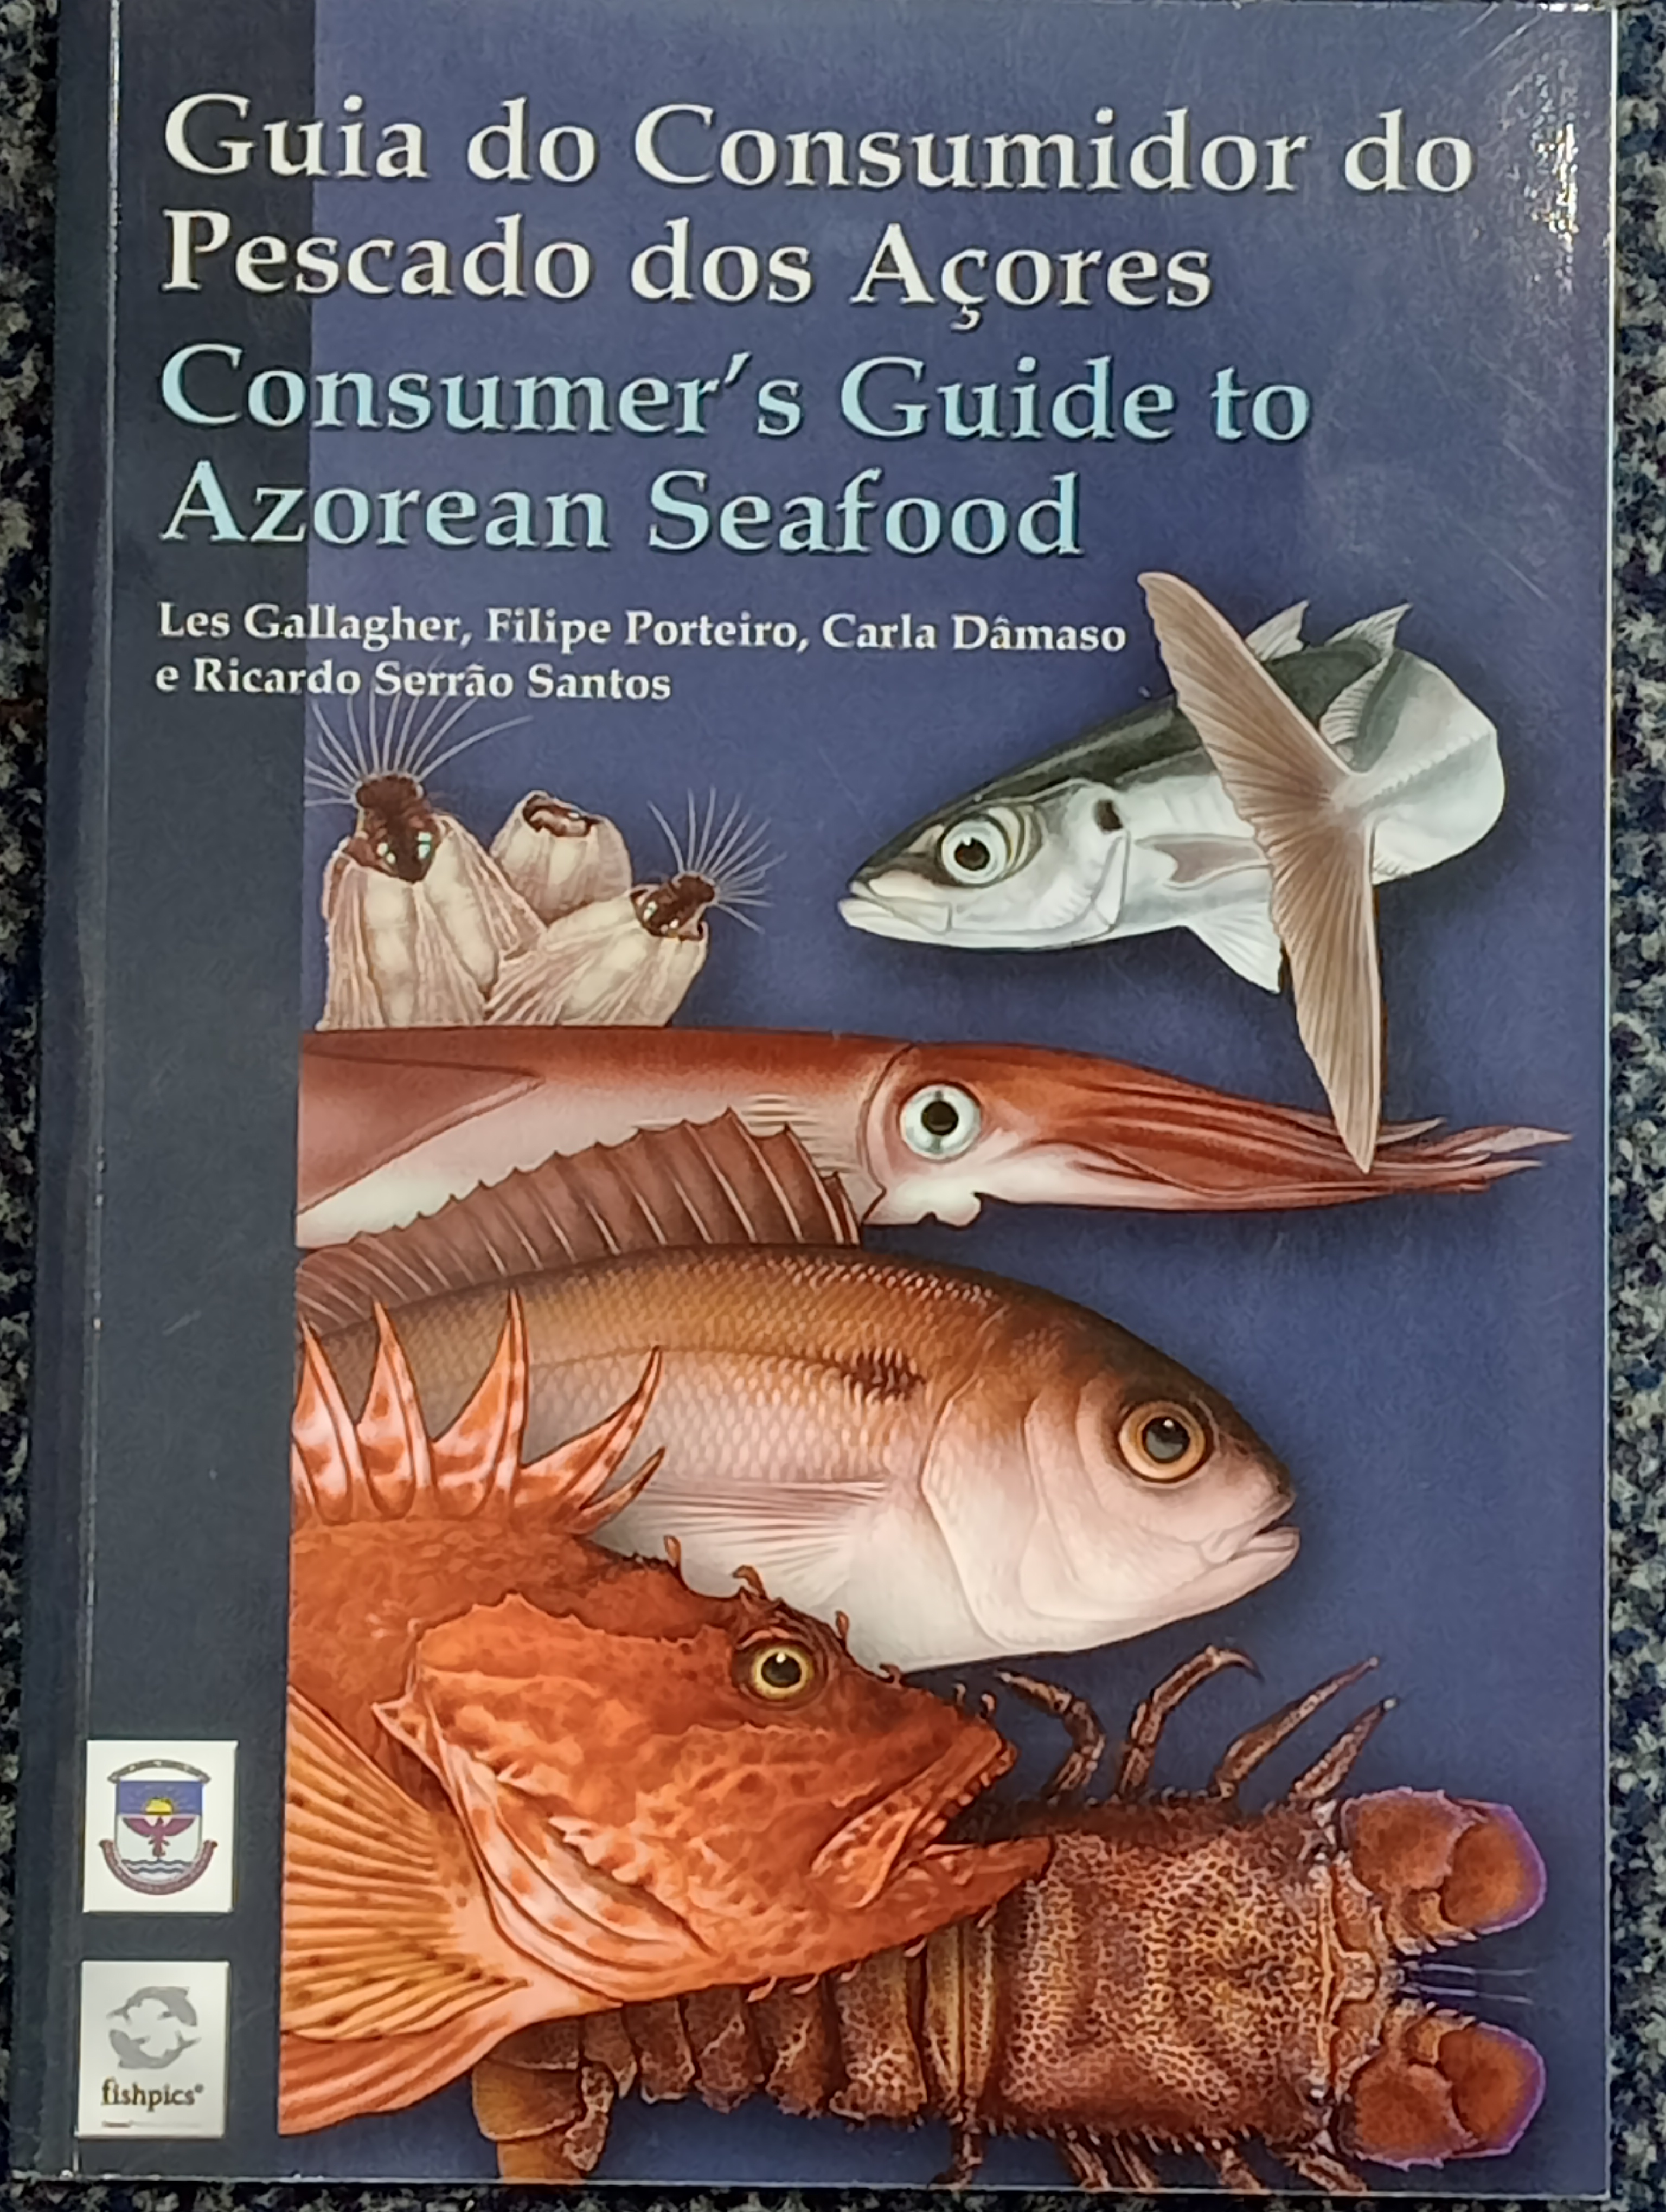 Guia do Consumidor do
Pescado dos Açores
Consumer's Guide to
Azorean Seafood
Les Gallagher, Filipe Porteiro, Carla Dâmaso
e Ricardo Serrão Santos
fishpics®